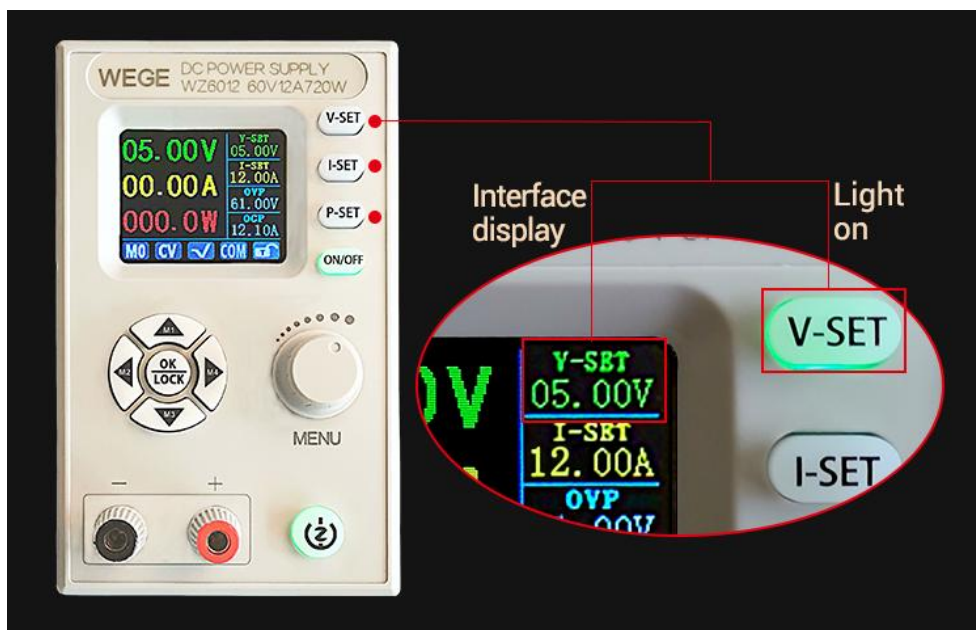 WEGE DC POWER SUPPLY
WZ6012 60V12A720W
V-SET
I-SET
P-SET
ON/OFF
05.00V
00.00A
000.0W
V-SET
05.00V
I-SET
12.00A
OVP
61.00V
OCP
12.10A
M0 CV COM
M1
M2
OK
LOCK
M4
M3
MENU
- +
Interface
display
Light
on
V
V-SET
05.00V
I-SET
12.00A
OVP
V-SET
I-SET